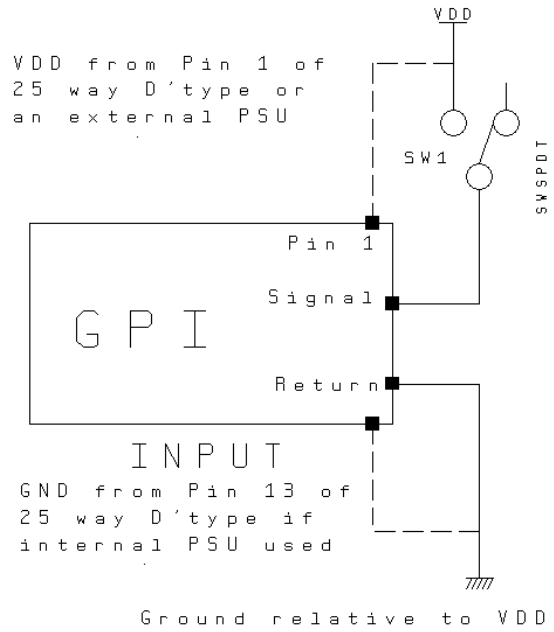 VDD
VDD from Pin 1 of
25 way D'type or
an external PSU
SW1
SWSPDT
Pin 1
Signal
GPI
Return
INPUT
GND from Pin 13 of
25 way D'type if
internal PSU used
Ground relative to VDD